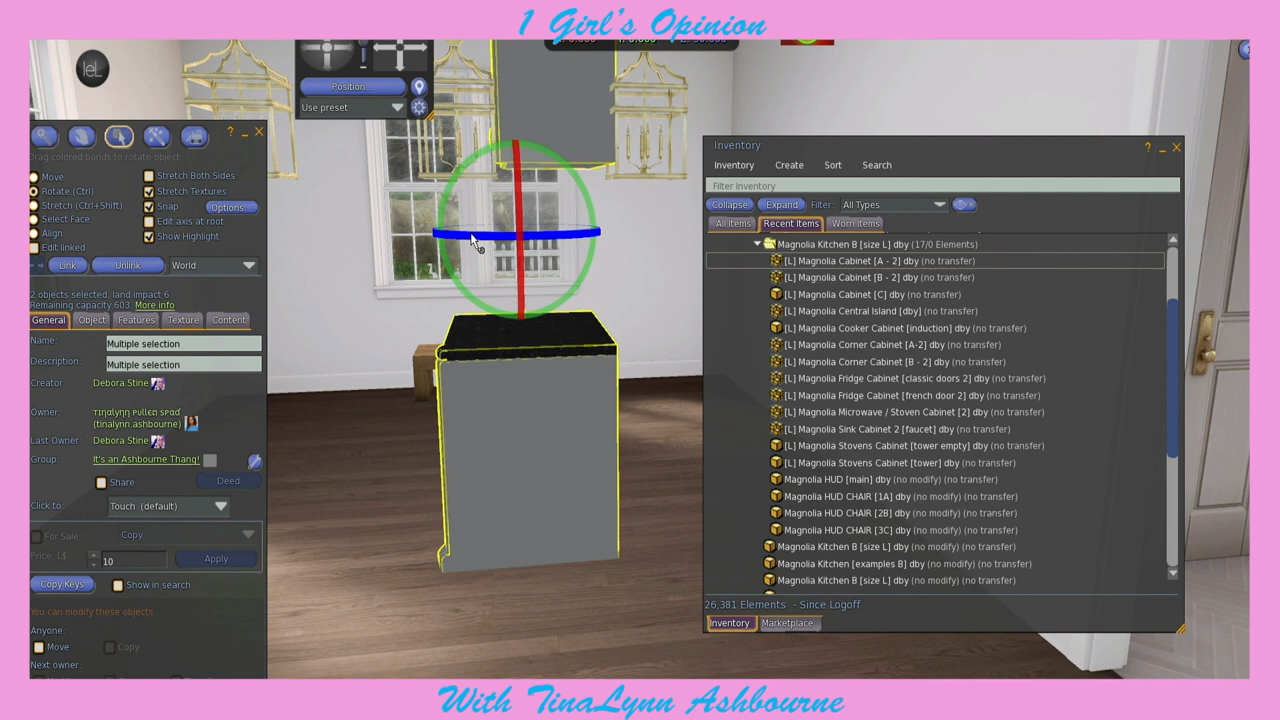 1 Girl's Opinion
leL
Position...
Use preset
? _ ×
Drag colored bands to rotate object
Move
Rotate (Ctrl)
Stretch (Ctrl+Shift)
Select Face
Align
Edit linked
Stretch Both Sides
Stretch Textures
Snap
Options...
Edit axis at root
Show Highlight
Link
Unlink
World
2 objects selected, land impact 6
Remaining capacity 603 More info
General Object Features Texture Content
Name: Multiple selection
Description: Multiple selection
Creator: Debora Stine
Owner:
(tinalynn.ashbourne)
Last Owner: Debora Stine
Group: It's an Ashbourne Thang!
Share
Deed
Click to: Touch (default)
For Sale: Copy
Price: L$ 10 Apply
Copy Keys Show in search
You can modify these objects
Anyone:
Move Copy
Next owner:
Inventory ? _ ×
Inventory Create Sort Search
Filter Inventory
Collapse Expand Filter: All Types
All Items Recent Items Worn Items
Magnolia Kitchen B [size L] dby (17/0 Elements)
[L] Magnolia Cabinet [A - 2] dby (no transfer)
[L] Magnolia Cabinet [B - 2] dby (no transfer)
[L] Magnolia Cabinet [C] dby (no transfer)
[L] Magnolia Central Island [dby] (no transfer)
[L] Magnolia Cooker Cabinet [induction] dby (no transfer)
[L] Magnolia Corner Cabinet [A-2] dby (no transfer)
[L] Magnolia Corner Cabinet [B - 2] dby (no transfer)
[L] Magnolia Fridge Cabinet [classic doors 2] dby (no transfer)
[L] Magnolia Fridge Cabinet [french door 2] dby (no transfer)
[L] Magnolia Microwave / Stoven Cabinet [2] dby (no transfer)
[L] Magnolia Sink Cabinet 2 [faucet] dby (no transfer)
[L] Magnolia Stovens Cabinet [tower empty] dby (no transfer)
[L] Magnolia Stovens Cabinet [tower] dby (no transfer)
Magnolia HUD [main] dby (no modify) (no transfer)
Magnolia HUD CHAIR [1A] dby (no modify) (no transfer)
Magnolia HUD CHAIR [2B] dby (no modify) (no transfer)
Magnolia HUD CHAIR [3C] dby (no modify) (no transfer)
Magnolia Kitchen B [size L] dby (no modify) (no transfer)
Magnolia Kitchen [examples B] dby (no modify) (no transfer)
Magnolia Kitchen B [size L] dby (no modify) (no transfer)
26,381 Elements - Since Logoff
Inventory Marketplace
With TinaLynn Ashbourne